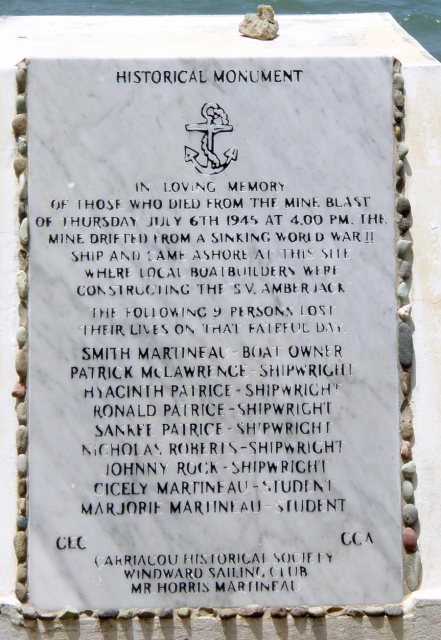 HISTORICAL MONUMENT
IN LOVING MEMORY
OF THOSE WHO DIED FROM THE MINE BLAST
OF THURSDAY JULY 6TH 1945 AT 4.00 PM. THE
MINE DRIFTED FROM A SINKING WORLD WAR II
SHIP AND CAME ASHORE AT THIS SITE
WHERE LOCAL BOATBUILDERS WERE
CONSTRUCTING THE S.V. AMBERJACK
THE FOLLOWING 9 PERSONS LOST
THEIR LIVES ON THAT FATEFUL DAY.
SMITH MARTINEAU - BOAT OWNER
PATRICK MCLAWRENCE - SHIPWRIGHT
HYACINTH PATRICE - SHIPWRIGHT
RONALD PATRICE - SHIPWRIGHT
SANKEE PATRICE - SHIPWRIGHT
NICHOLAS ROBERTS - SHIPWRIGHT
JOHNNY ROCK - SHIPWRIGHT
CICELY MARTINEAU - STUDENT
MARJORIE MARTINEAU - STUDENT
CEC CCA
CARRIACOU HISTORICAL SOCIETY
WINDWARD SAILING CLUB
MR HORRIS MARTINEAU